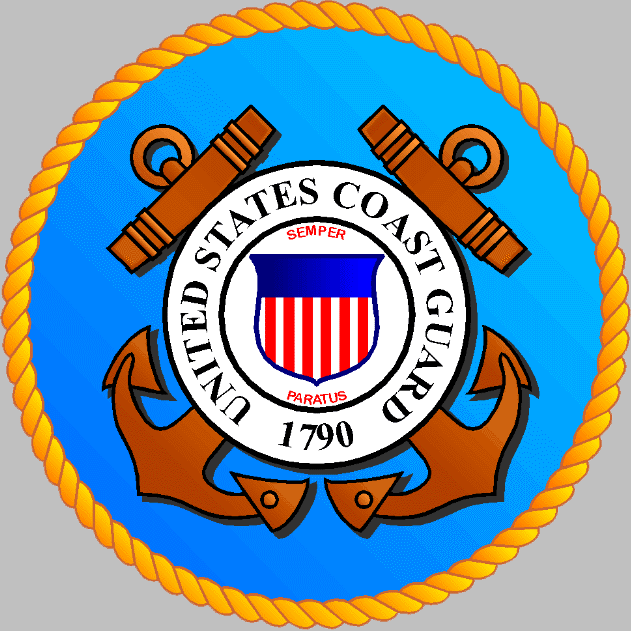 UNITED STATES COAST GUARD
SEMPER
PARATUS
1790